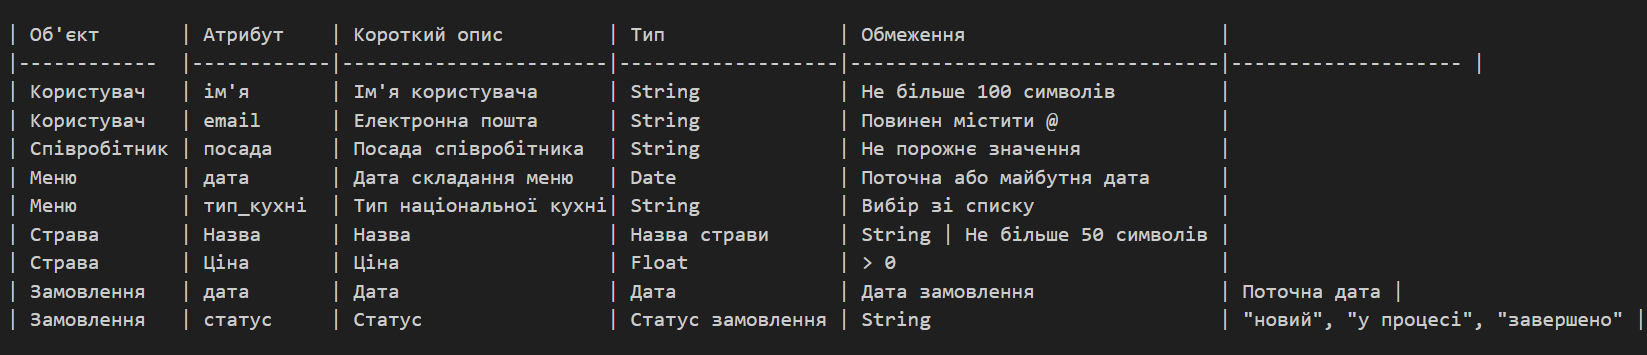 | Об'єкт | Атрибут | Короткий опис | Тип | Обмеження |
|------------ |------------|-----------------------|-------------------|--------------------------------|-------------------- |
| Користувач | ім'я | Ім'я користувача | String | Не більше 100 символів |
| Користувач | email | Електронна пошта | String | Повинен містити @ |
| Співробітник | посада | Посада співробітника | String | Не порожнє значення |
| Меню | дата | Дата складання меню | Date | Поточна або майбутня дата |
| Меню | тип_кухні | Тип національної кухні| String | Вибір зі списку |
| Страва | Назва | Назва | Назва страви | String | Не більше 50 символів |
| Страва | Ціна | Ціна | Float | > 0 |
| Замовлення | дата | Дата | Дата | Дата замовлення | Поточна дата |
| Замовлення | статус | Статус | Статус замовлення | String | "новий", "у процесі", "завершено" |